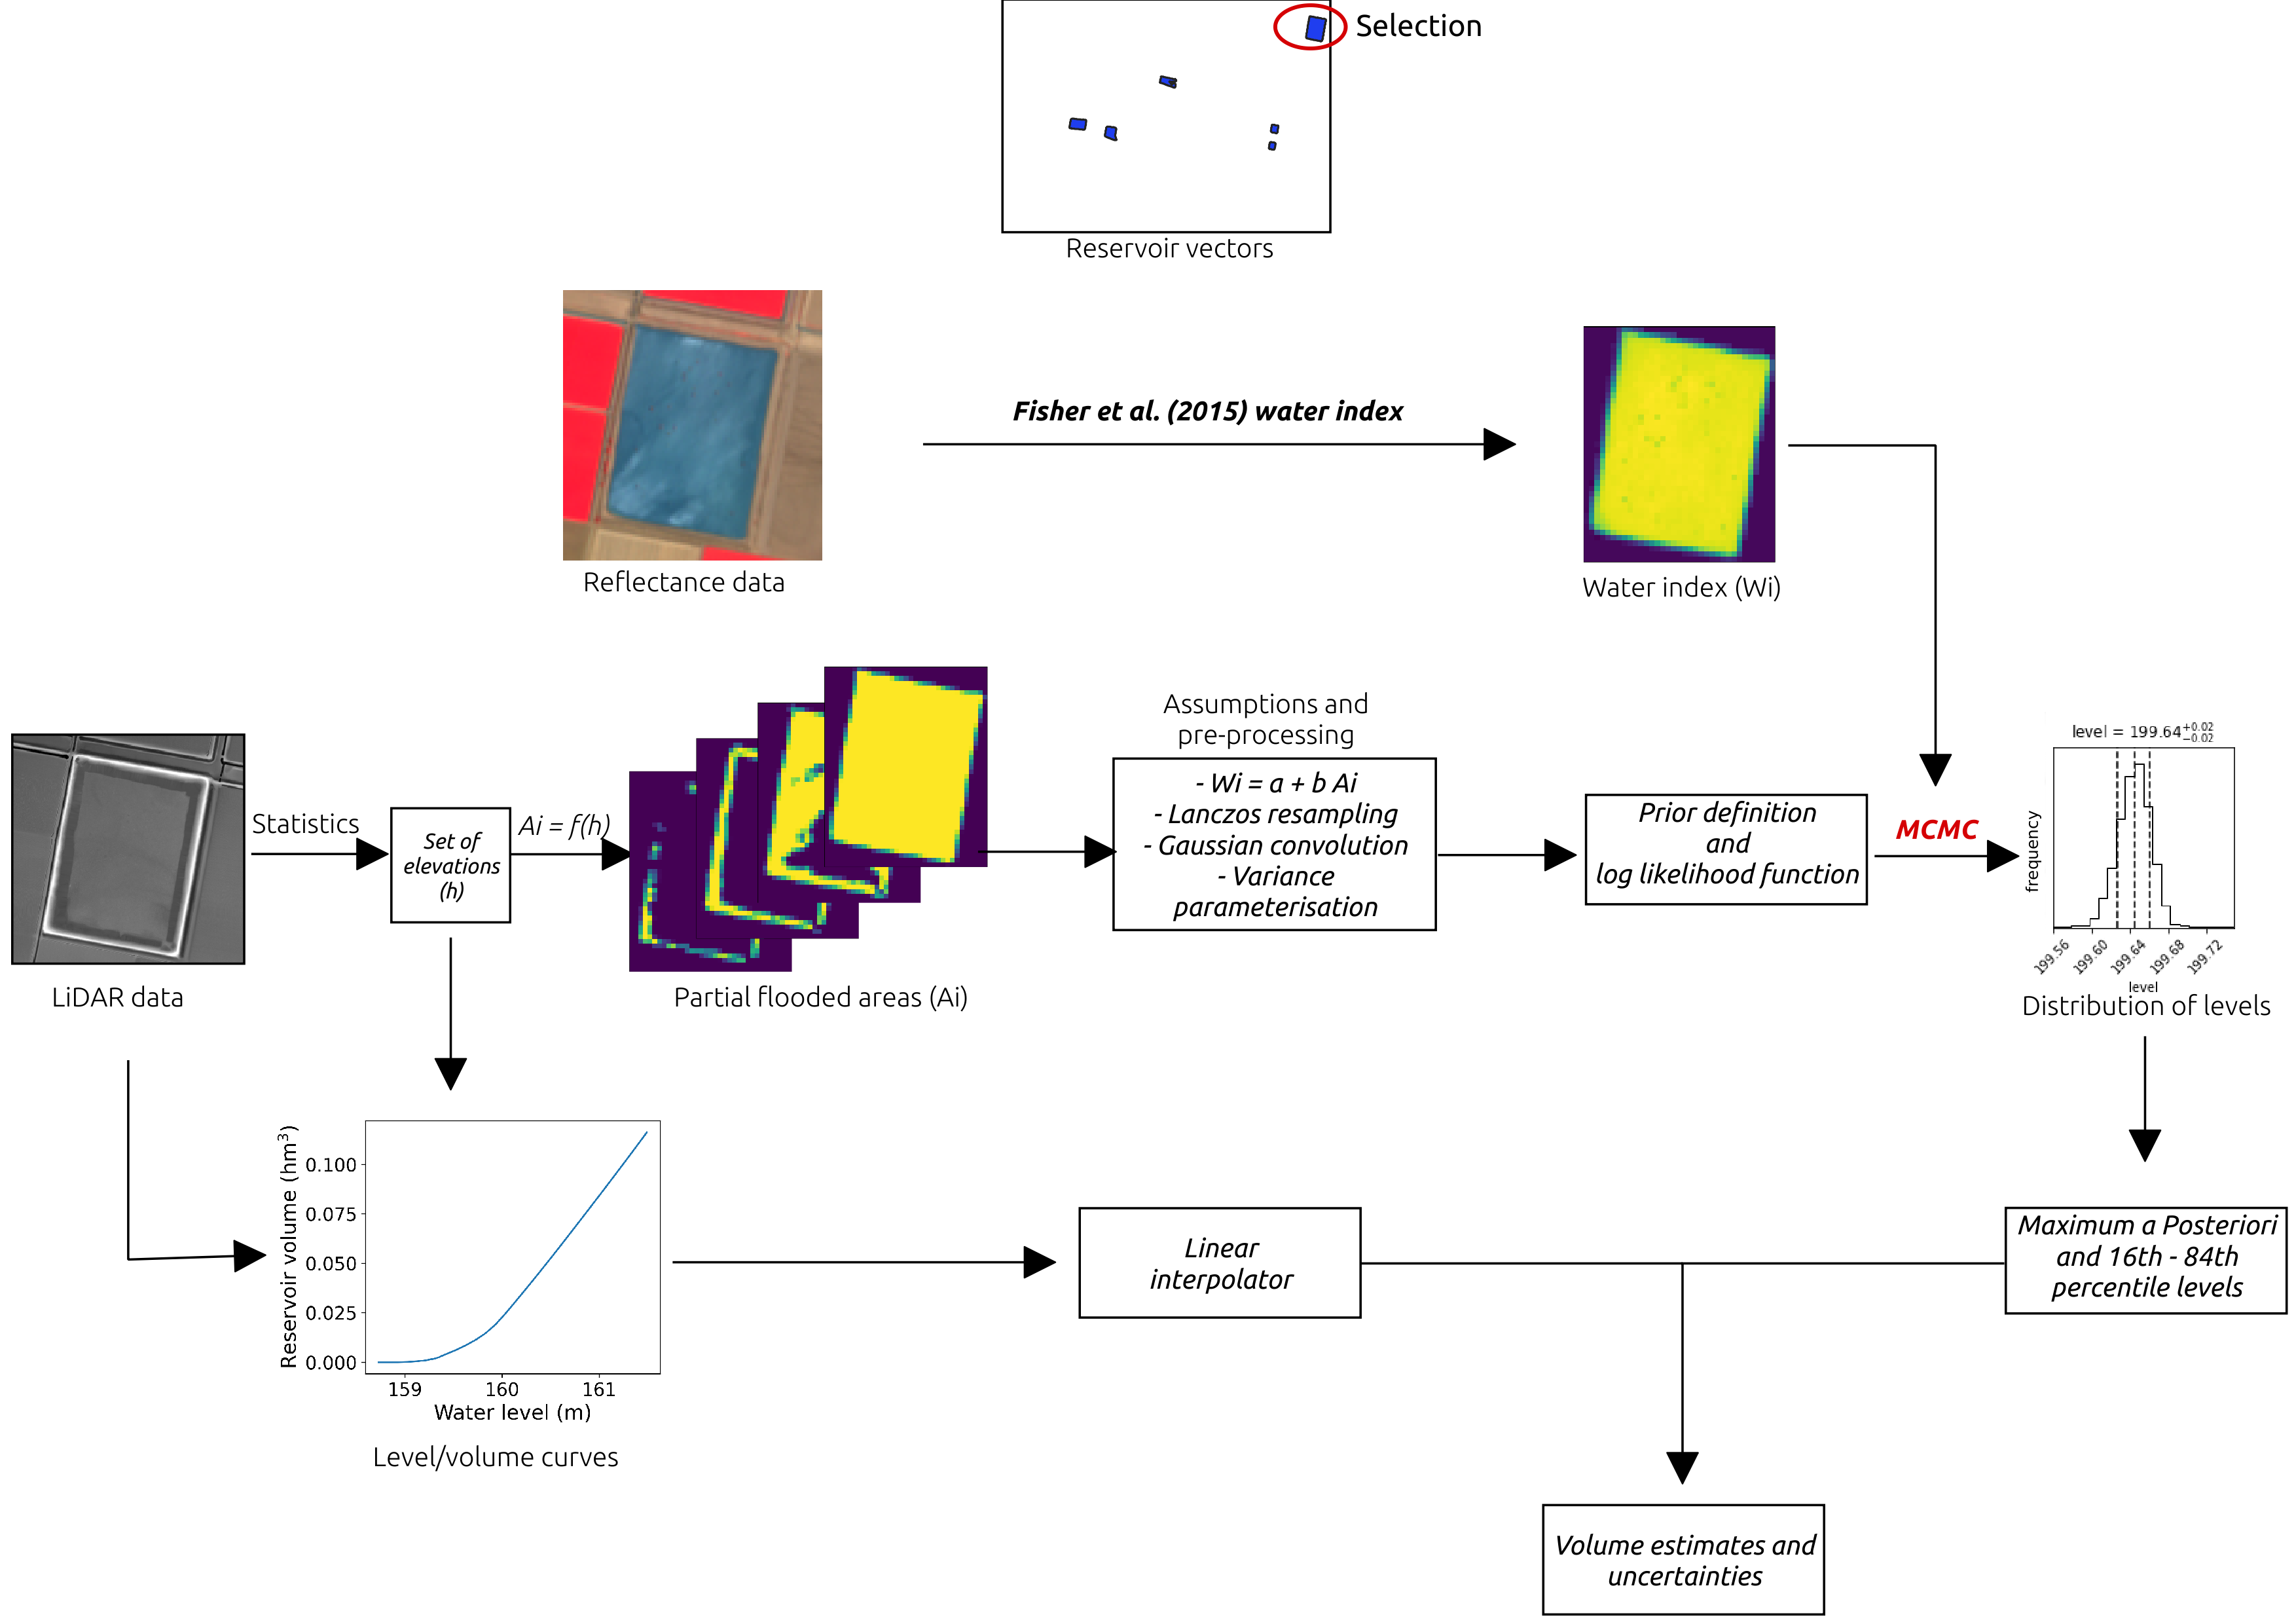 Selection
Reservoir vectors
Fisher et al. (2015) water index
Reflectance data
Water index (Wi)
Assumptions and
pre-processing
- Wi = a + b Ai
- Lanczos resampling
- Gaussian convolution
- Variance
parameterisation
Statistics
Set of
elevations
(h)
Ai = f(h)
Prior definition
and
log likelihood function
MCMC
level = 199.64+0.02−0.02
frequency
199.56
199.60
199.64
199.68
199.72
level
Distribution of levels
LiDAR data
Partial flooded areas (Ai)
Reservoir volume (hm³)
0.100
0.075
0.050
0.025
0.000
159
160
161
Water level (m)
Level/volume curves
Linear
interpolator
Maximum a Posteriori
and 16th - 84th
percentile levels
Volume estimates and
uncertainties